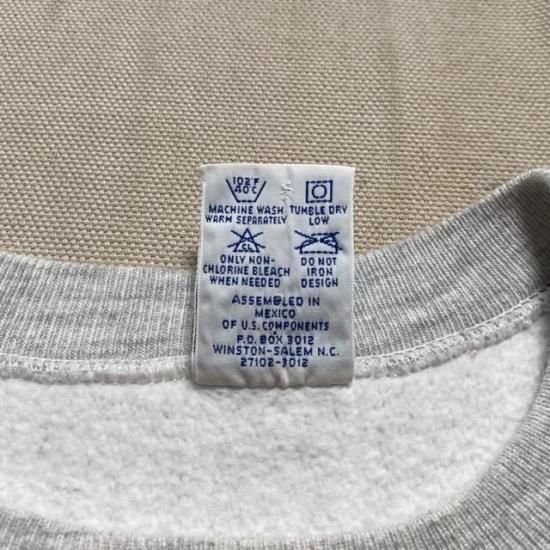 102°F
40°C
MACHINE WASH
WARM SEPARATELY
TUMBLE DRY
LOW
CL
ONLY NON-
CHLORINE BLEACH
WHEN NEEDED
DO NOT
IRON
DESIGN
ASSEMBLED IN
MEXICO
OF U.S. COMPONENTS
P.O. BOX 3012
WINSTON-SALEM N.C.
27102-3012